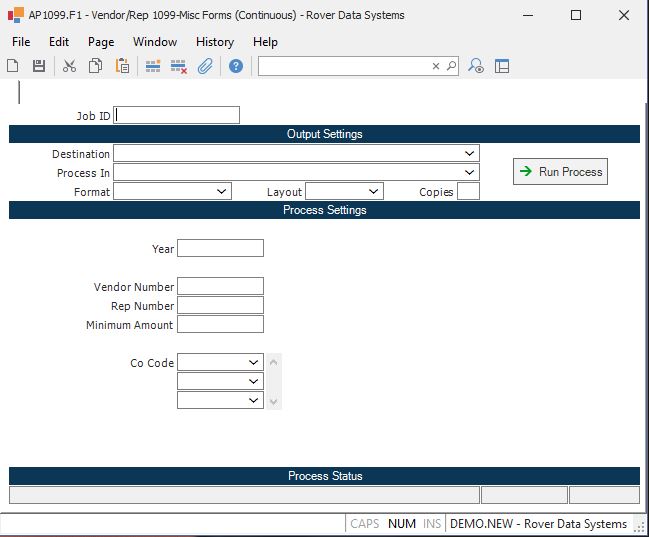 AP1099.F1 - Vendor/Rep 1099-Misc Forms (Continuous) - Rover Data Systems
File Edit Page Window History Help
Job ID
Output Settings
Destination
Process In
Run Process
Format Layout Copies
Process Settings
Year
Vendor Number
Rep Number
Minimum Amount
Co Code
Process Status
CAPS NUM INS DEMO.NEW - Rover Data Systems